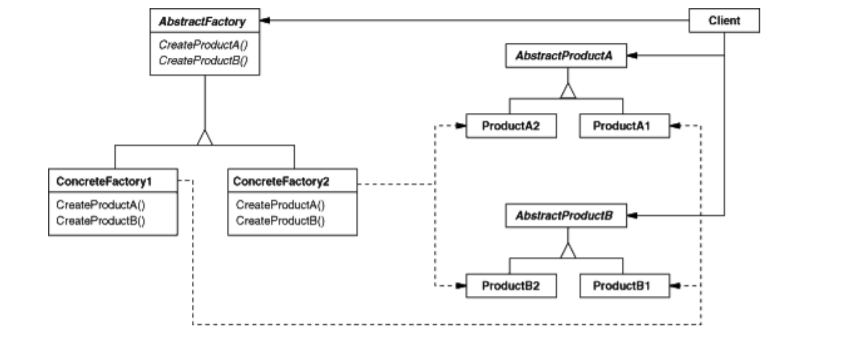 AbstractFactory
CreateProductA()
CreateProductB()
Client
AbstractProductA
ProductA2
ProductA1
ConcreteFactory1
CreateProductA()
CreateProductB()
ConcreteFactory2
CreateProductA()
CreateProductB()
AbstractProductB
ProductB2
ProductB1